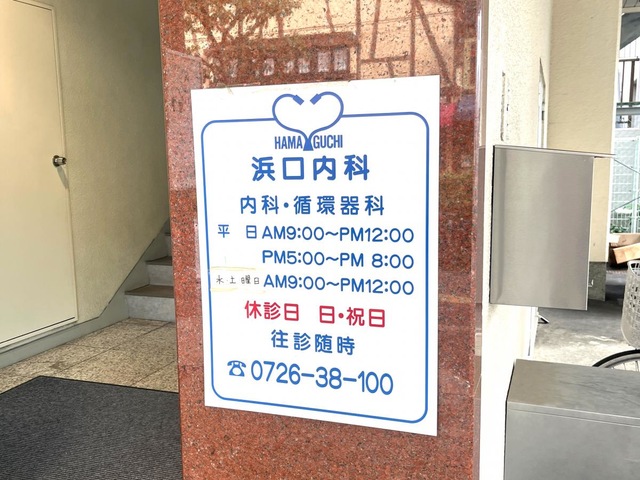 HAMA GUCHI
浜口内科
内科・循環器科
平 日 AM9:00～PM12:00
PM5:00～PM 8:00
水・土曜日 AM9:00～PM12:00
休診日 日・祝日
往診随時
☎0726-38-100